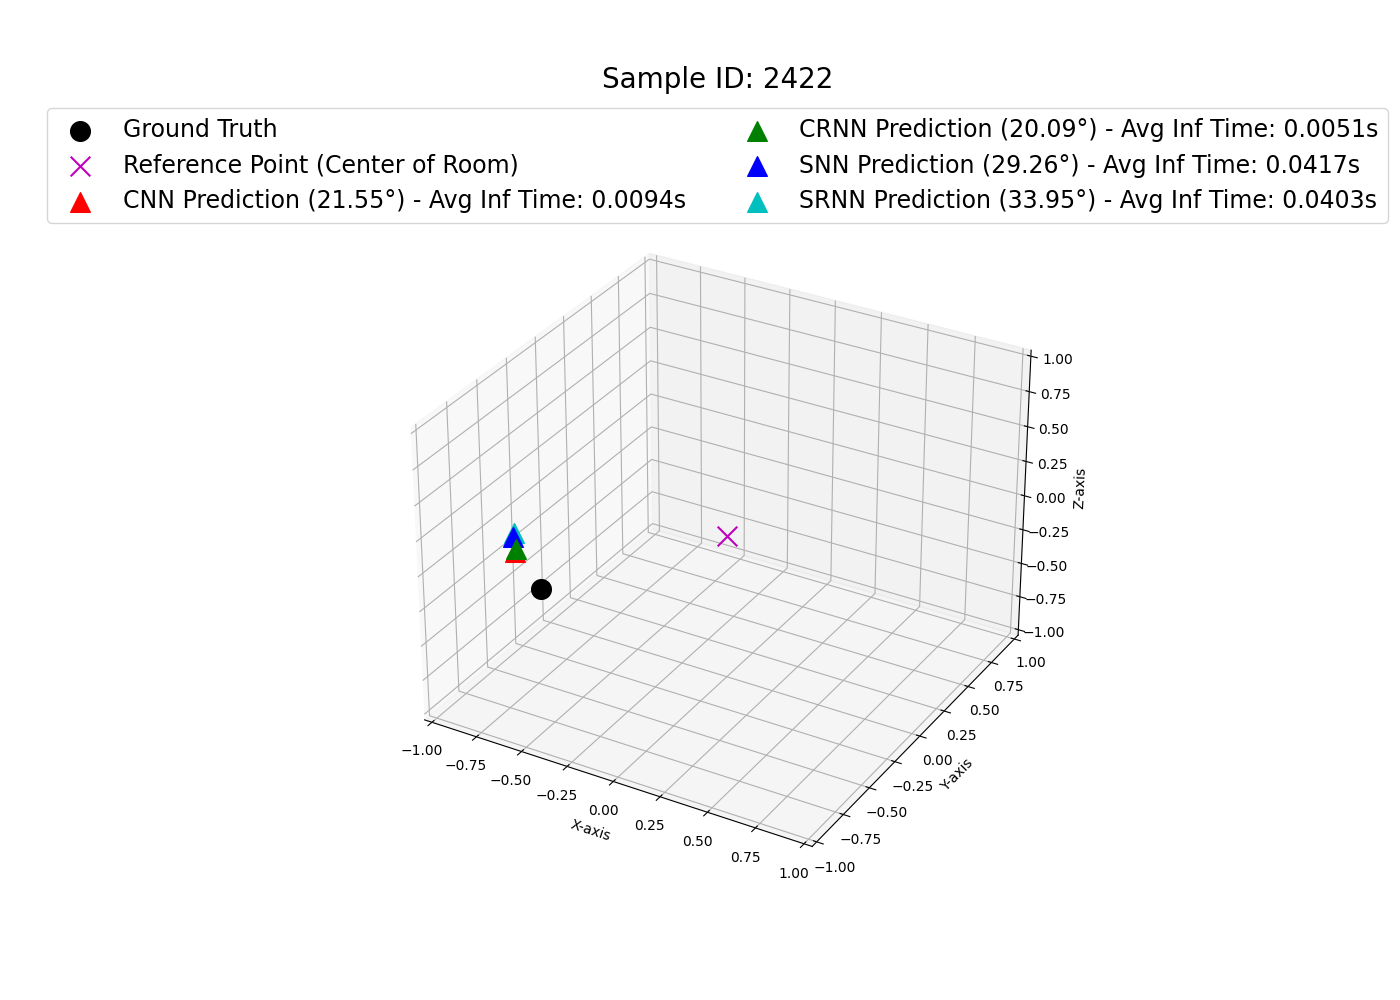 Sample ID: 2422
Ground Truth
Reference Point (Center of Room)
CNN Prediction (21.55°) - Avg Inf Time: 0.0094s
CRNN Prediction (20.09°) - Avg Inf Time: 0.0051s
SNN Prediction (29.26°) - Avg Inf Time: 0.0417s
SRNN Prediction (33.95°) - Avg Inf Time: 0.0403s
1.00
0.75
0.50
0.25
0.00
−0.25
−0.50
−0.75
−1.00
Z-axis
1.00
0.75
0.50
0.25
0.00
−0.25
−0.50
−0.75
−1.00
Y-axis
−1.00
−0.75
−0.50
−0.25
0.00
0.25
0.50
0.75
1.00
X-axis